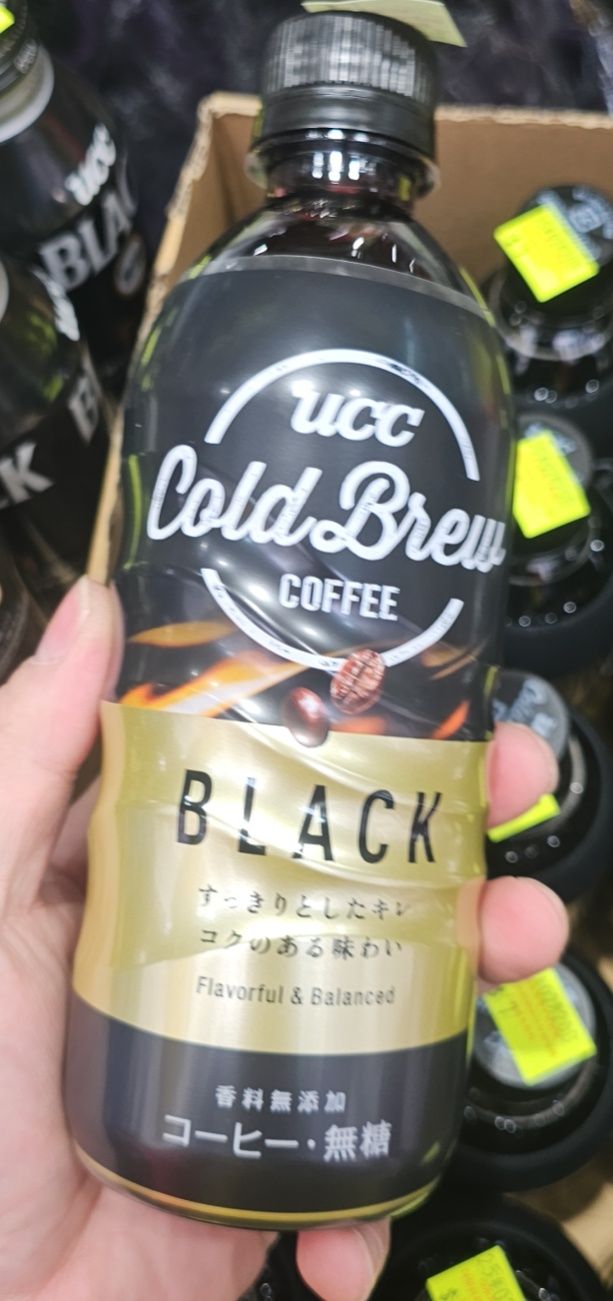 ucc
Cold Brew
COFFEE
BLACK
すっきりとしたキレ
コクのある味わい
Flavorful & Balanced
香料無添加
コーヒー・無糖
ucc